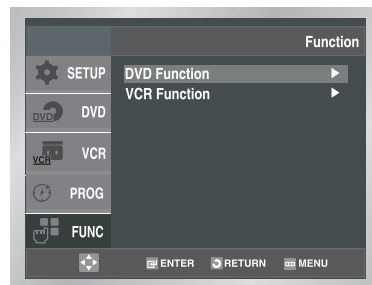 Function
SETUP
DVD Function
VCR Function
DVD DVD
VCR VCR
PROG
FUNC
ENTER RETURN MENU